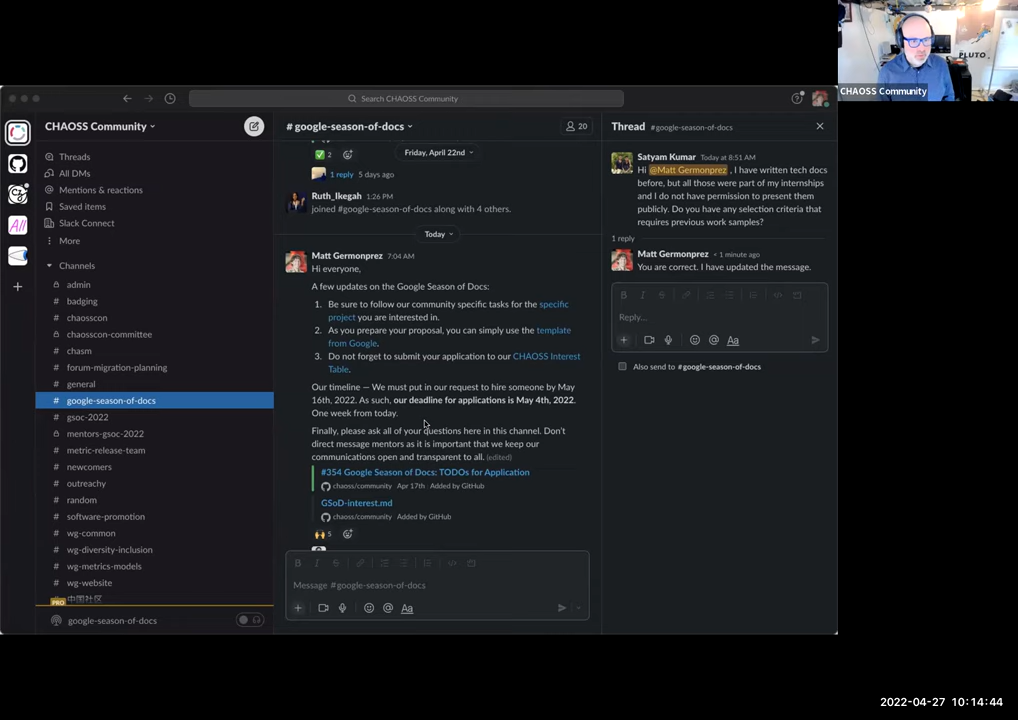 PLUTO
CHAOSS Community
Search CHAOSS Community
CHAOSS Community
Threads
All DMs
Mentions & reactions
Saved items
Slack Connect
More
Channels
admin
# badging
# chaosscon
chaosscon-committee
# chasm
# forum-migration-planning
# general
# google-season-of-docs
# gsoc-2022
mentors-gsoc-2022
# metric-release-team
# newcomers
# outreachy
# random
# software-promotion
# wg-common
# wg-diversity-inclusion
# wg-metrics-models
# wg-website
# 中国社区
PRO
google-season-of-docs
All
# google-season-of-docs
20
Friday, April 22nd
2
1 reply 5 days ago
Ruth_Ikegah 1:26 PM
joined #google-season-of-docs along with 4 others.
Today
Matt Germonprez 7:04 AM
Hi everyone,
A few updates on the Google Season of Docs:
1. Be sure to follow our community specific tasks for the specific
project you are interested in.
2. As you prepare your proposal, you can simply use the template
from Google.
3. Do not forget to submit your application to our CHAOSS Interest
Table.
Our timeline — We must put in our request to hire someone by May
16th, 2022. As such, our deadline for applications is May 4th, 2022.
One week from today.
Finally, please ask all of your questions here in this channel. Don't
direct message mentors as it is important that we keep our
communications open and transparent to all. (edited)
#354 Google Season of Docs: TODOs for Application
chaoss/community Apr 17th Added by GitHub
GSoD-interest.md
chaoss/community Added by GitHub
5
B I S
Message #google-season-of-docs
Aa
Thread #google-season-of-docs
Satyam Kumar Today at 8:51 AM
Hi @Matt Germonprez , I have written tech docs
before, but all those were part of my internships
and I do not have permission to present them
publicly. Do you have any selection criteria that
requires previous work samples?
1 reply
Matt Germonprez 1 minute ago
You are correct. I have updated the message.
B I S
Reply...
Aa
Also send to #google-season-of-docs
2022-04-27 10:14:44